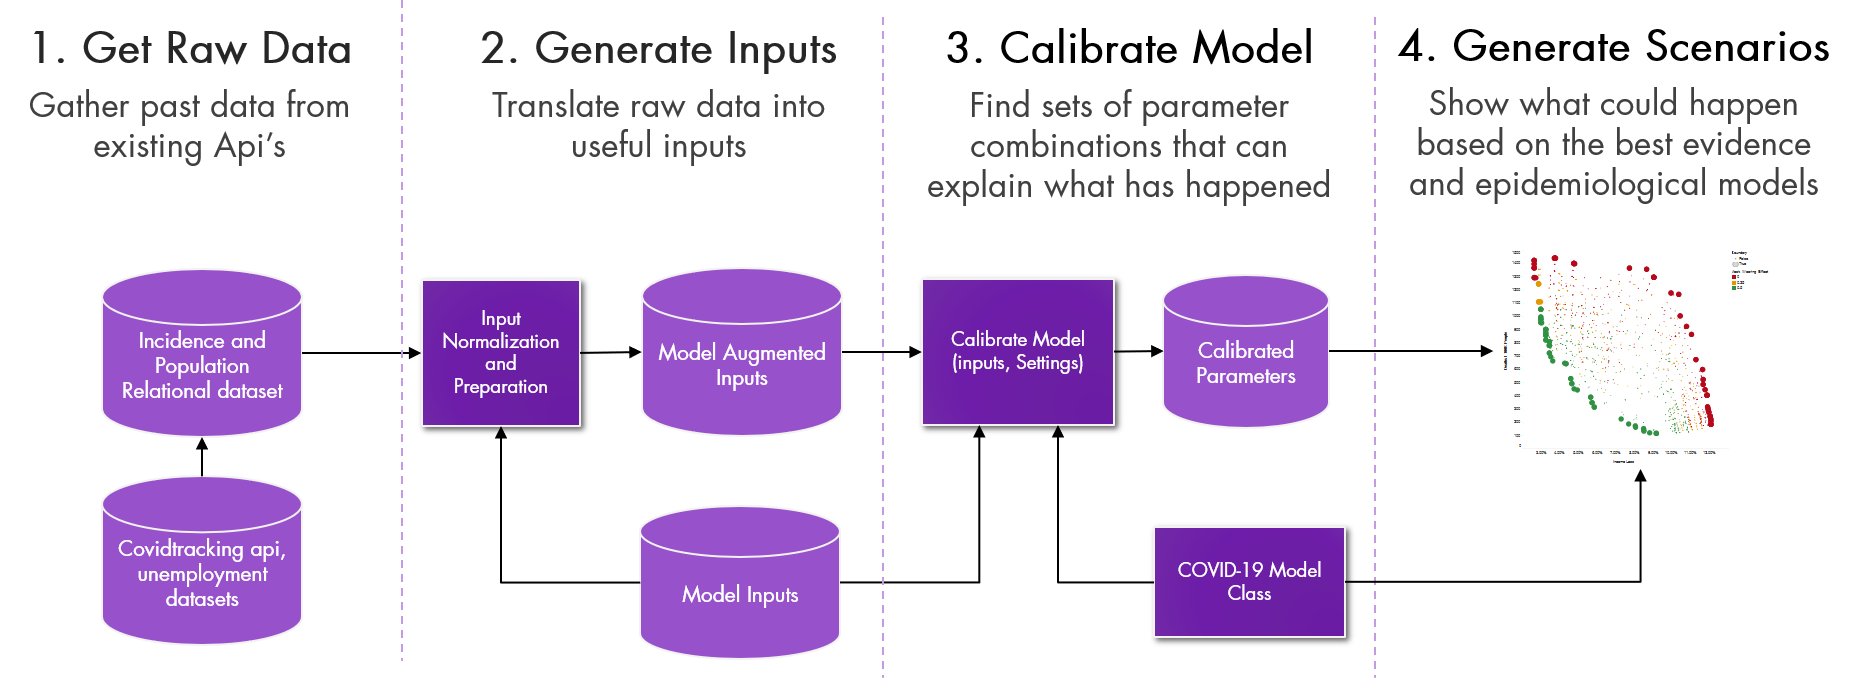 1. Get Raw Data
Gather past data from
existing Api's
2. Generate Inputs
Translate raw data into
useful inputs
3. Calibrate Model
Find sets of parameter
combinations that can
explain what has happened
4. Generate Scenarios
Show what could happen
based on the best evidence
and epidemiological models
Incidence and
Population
Relational dataset
Covidtracking api,
unemployment
datasets
Input
Normalization
and
Preparation
Model Augmented
Inputs
Model Inputs
Calibrate Model
(inputs, Settings)
Calibrated
Parameters
COVID-19 Model
Class
Income Loss